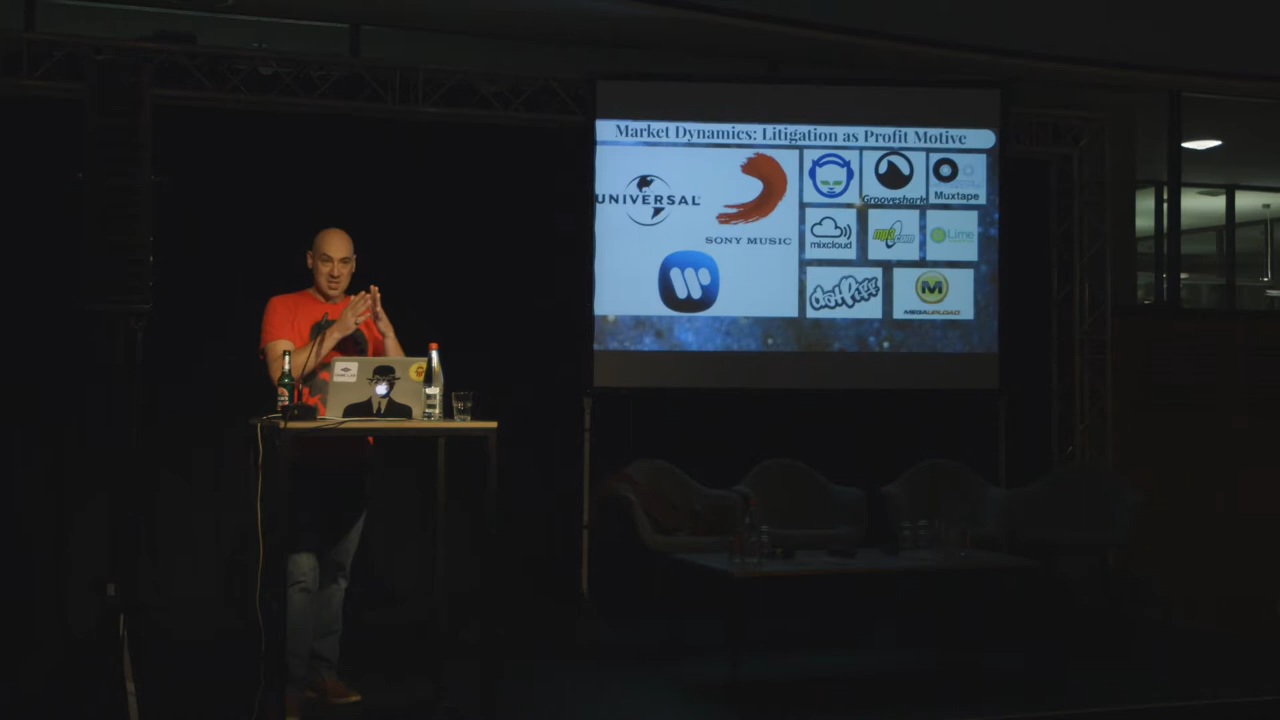 Market Dynamics: Litigation as Profit Motive
UNIVERSAL
SONY MUSIC
Grooveshark
Muxtape
mixcloud
mp3.com
Lime
MEGAUPLOAD